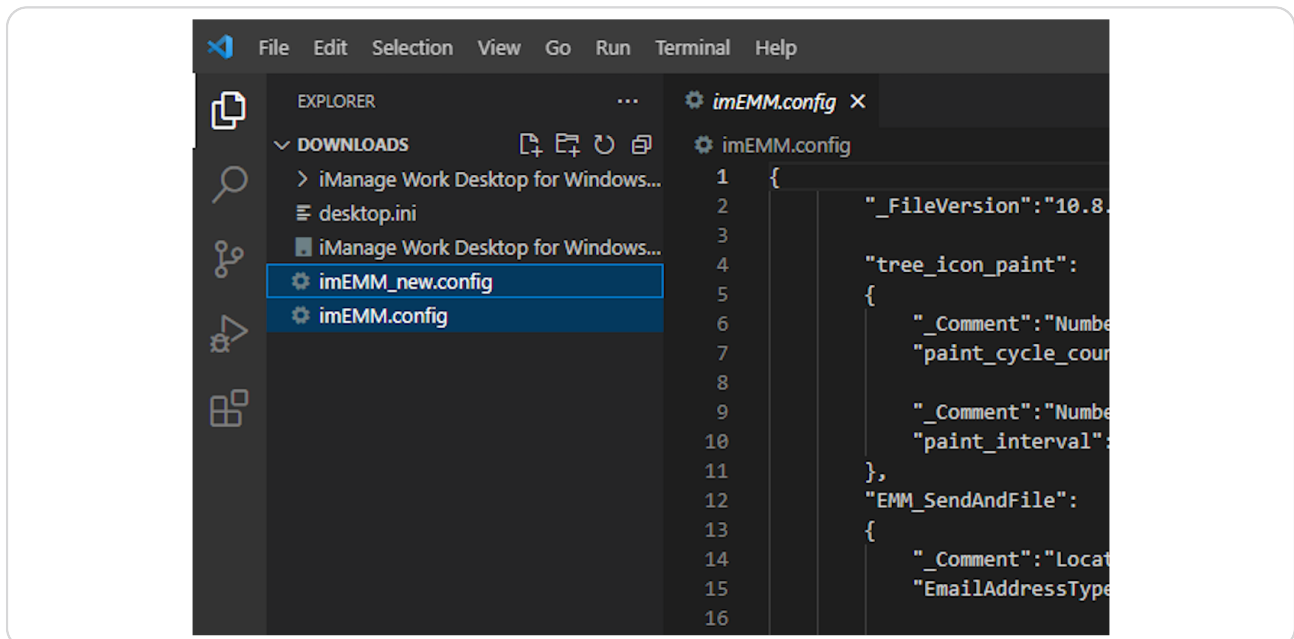 File Edit Selection View Go Run Terminal Help
EXPLORER ...
DOWNLOADS
iManage Work Desktop for Windows...
desktop.ini
iManage Work Desktop for Windows...
imEMM_new.config
imEMM.config
imEMM.config
imEMM.config
1 {
2 "_FileVersion":"10.8.
3
4 "tree_icon_paint":
5 {
6 "_Comment":"Numbe
7 "paint_cycle_coun
8
9 "_Comment":"Numbe
10 "paint_interval":
11 },
12 "EMM_SendAndFile":
13 {
14 "_Comment":"Locat
15 "EmailAddressType
16